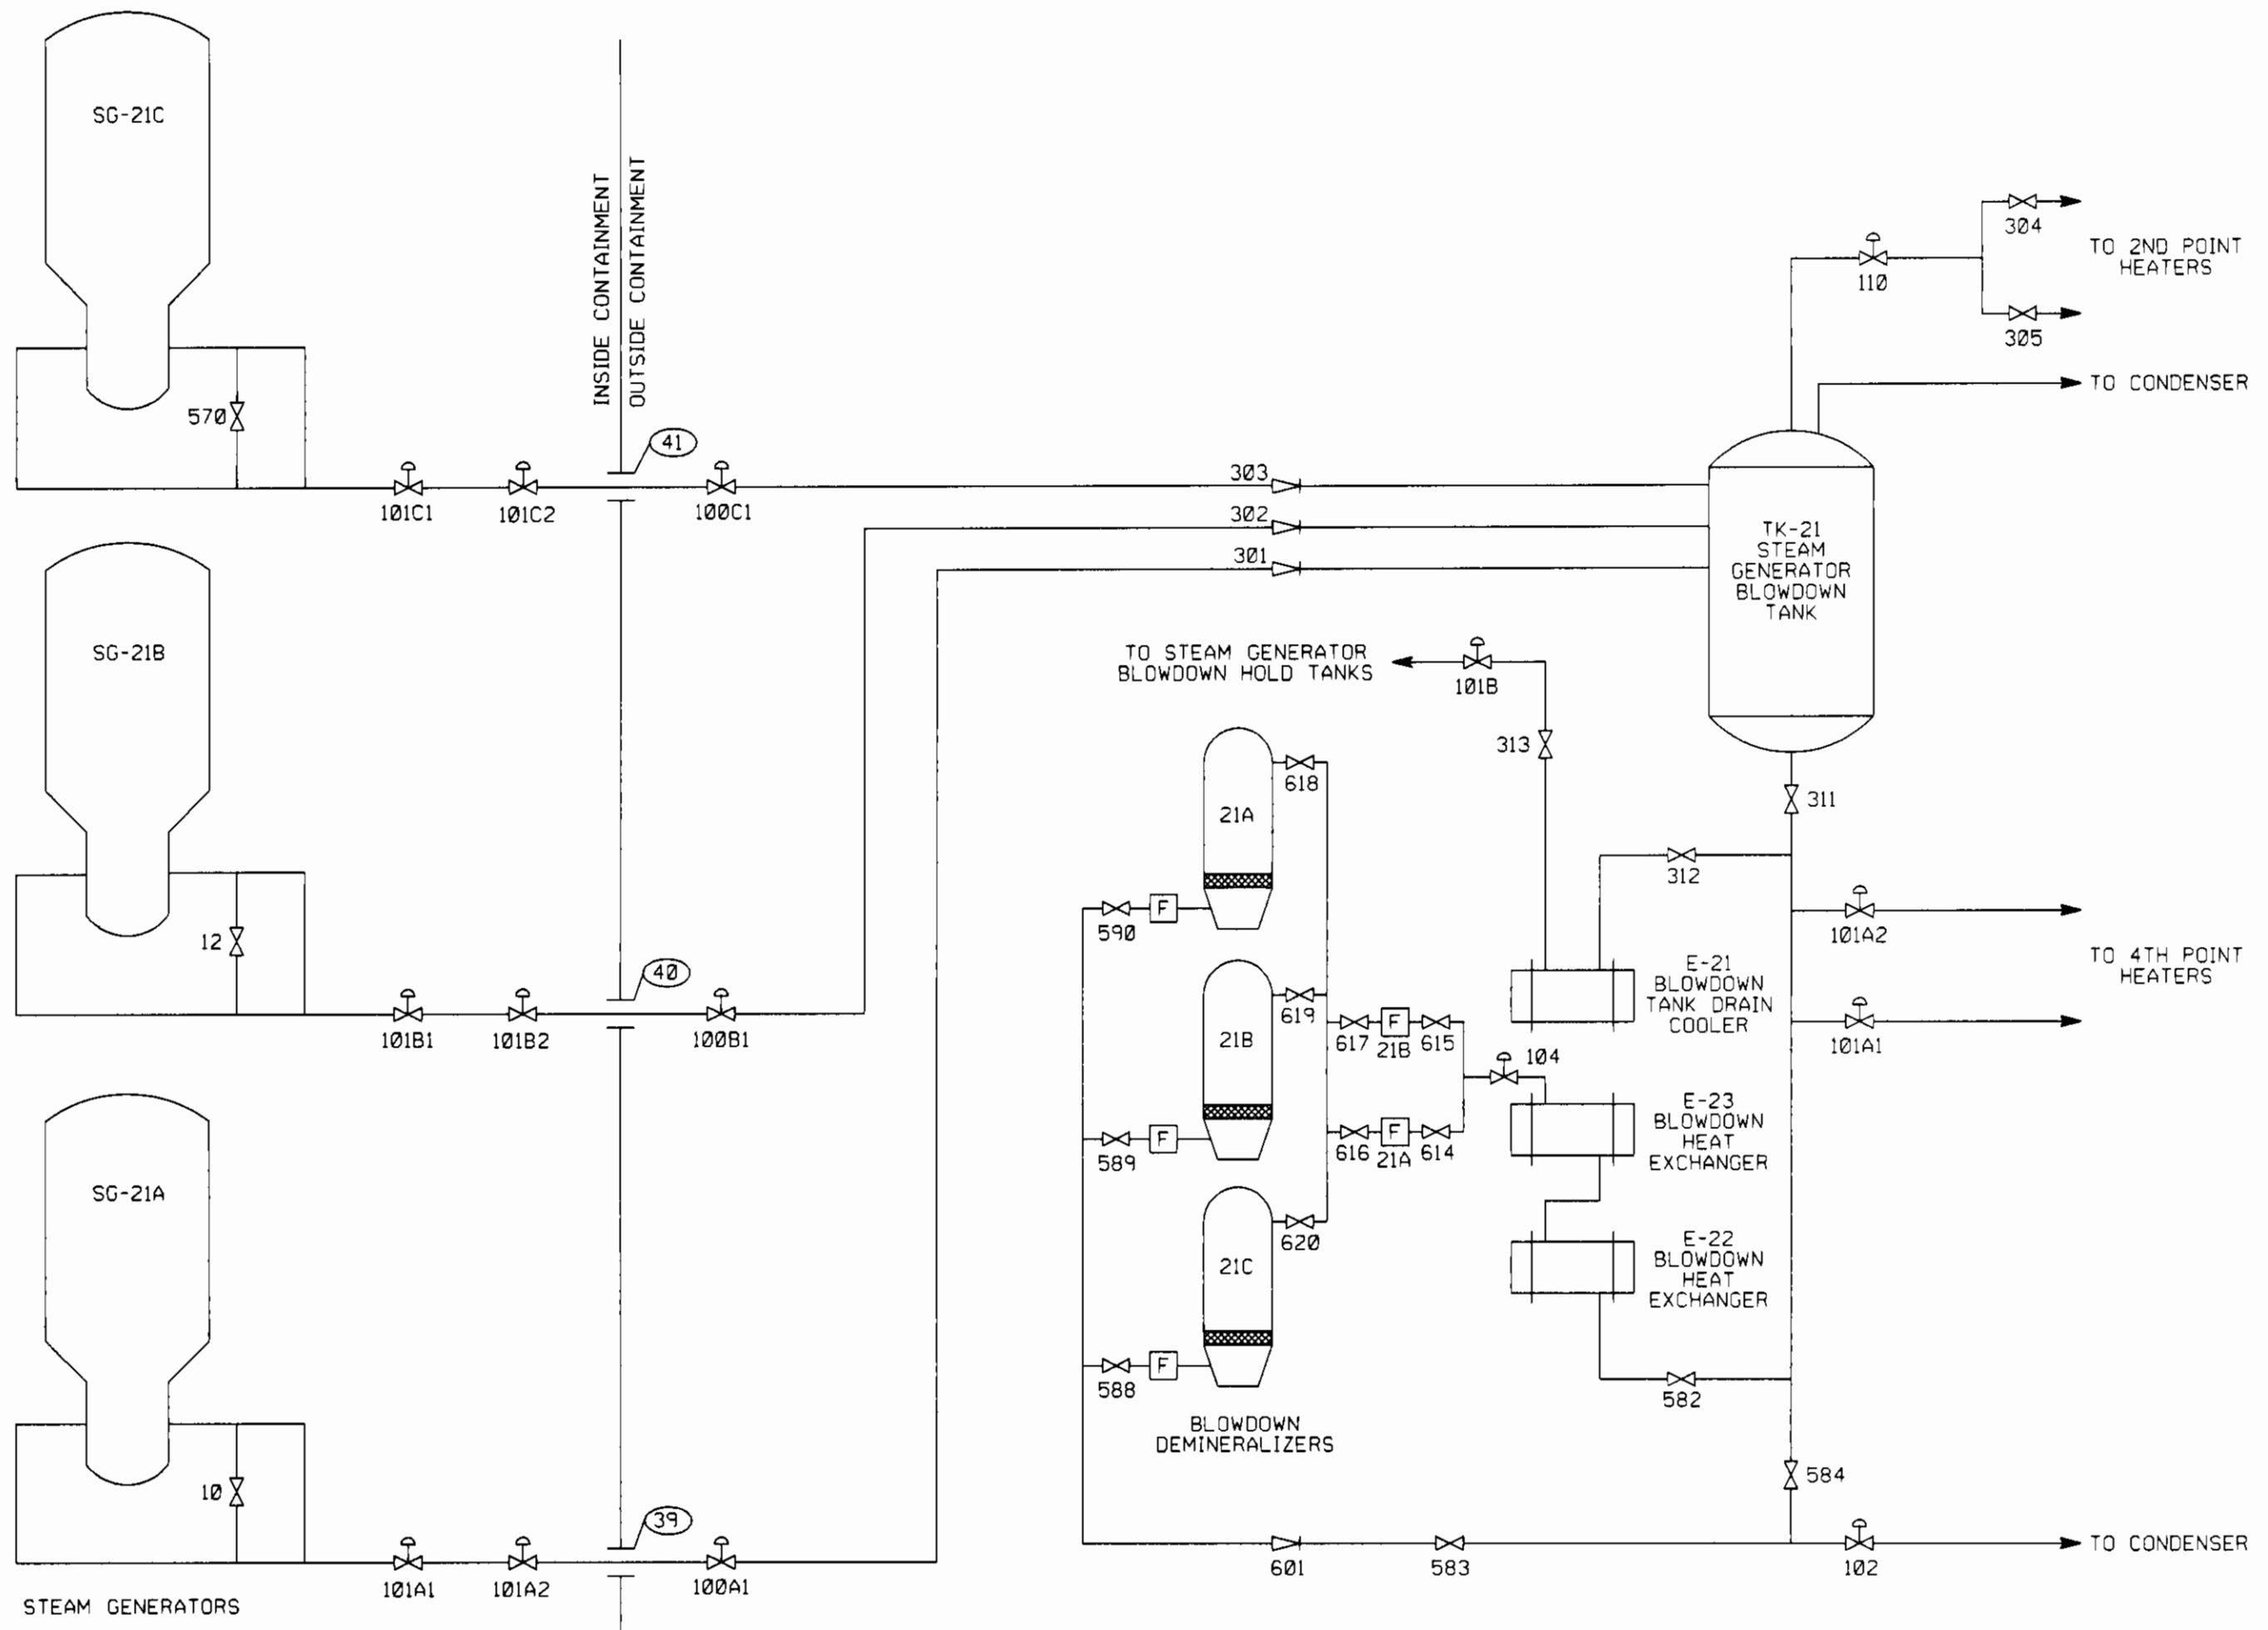 SG-21C
570
101C1
101C2
INSIDE CONTAINMENT
OUTSIDE CONTAINMENT
41
100C1
303
302
301
TK-21
STEAM
GENERATOR
BLOWDOWN
TANK
110
304
305
TO 2ND POINT
HEATERS
TO CONDENSER
SG-21B
12
101B1
101B2
40
100B1
TO STEAM GENERATOR
BLOWDOWN HOLD TANKS
101B
313
311
312
101A2
TO 4TH POINT
HEATERS
101A1
E-21
BLOWDOWN
TANK DRAIN
COOLER
21A
618
590
F
21B
619
589
F
617
F
21B
615
616
F
21A
614
104
E-23
BLOWDOWN
HEAT
EXCHANGER
21C
620
588
F
E-22
BLOWDOWN
HEAT
EXCHANGER
582
BLOWDOWN
DEMINERALIZERS
584
601
583
102
TO CONDENSER
SG-21A
10
101A1
101A2
39
100A1
STEAM GENERATORS